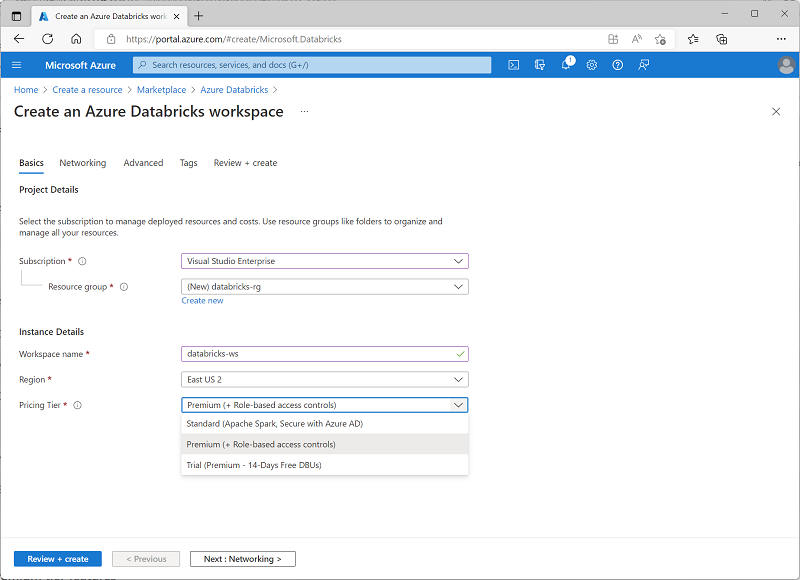 Create an Azure Databricks work
https://portal.azure.com/#create/Microsoft.Databricks
Microsoft Azure
Search resources, services, and docs (G+/)
1
Home > Create a resource > Marketplace > Azure Databricks >
Create an Azure Databricks workspace ...
Basics Networking Advanced Tags Review + create
Project Details
Select the subscription to manage deployed resources and costs. Use resource groups like folders to organize and
manage all your resources.
Subscription * Visual Studio Enterprise
Resource group * (New) databricks-rg
Create new
Instance Details
Workspace name * databricks-ws
Region * East US 2
Pricing Tier * Premium (+ Role-based access controls)
Standard (Apache Spark, Secure with Azure AD)
Premium (+ Role-based access controls)
Trial (Premium - 14-Days Free DBUs)
Review + create < Previous Next : Networking >